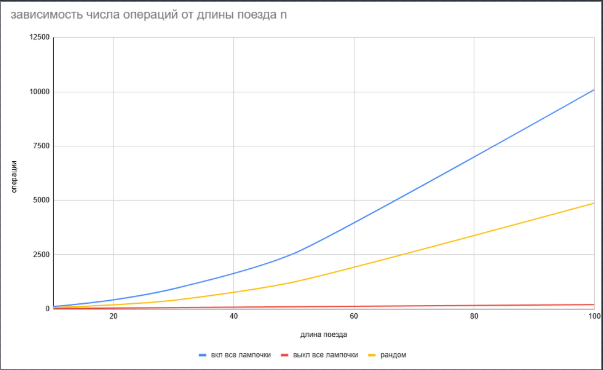 зависимость числа операций от длины поезда n
12500
10000
7500
5000
2500
0
операции
20
40
60
80
100
длина поезда
вкл все лампочки
выкл все лампочки
рандом